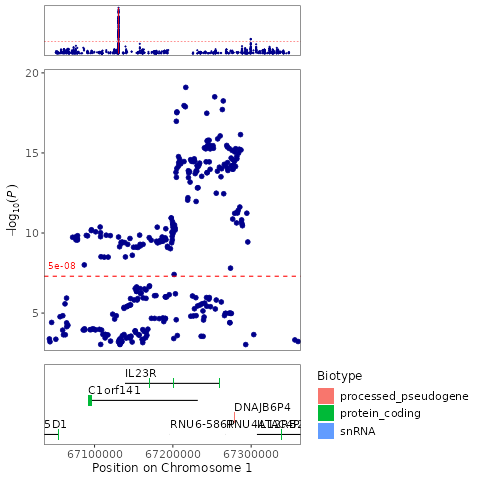 20
15
10
5
–log10(P)
5e-08
IL23R
C1orf141
DNAJB6P4
5D1
RNU6-586P
67100000
67200000
67300000
Position on Chromosome 1
Biotype
processed_pseudogene
protein_coding
snRNA